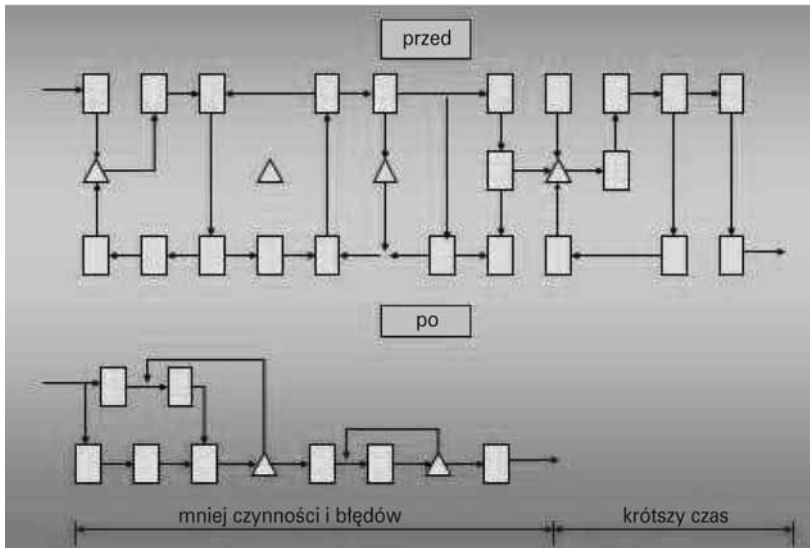 przed
po
mniej czynności i błędów
krótszy czas